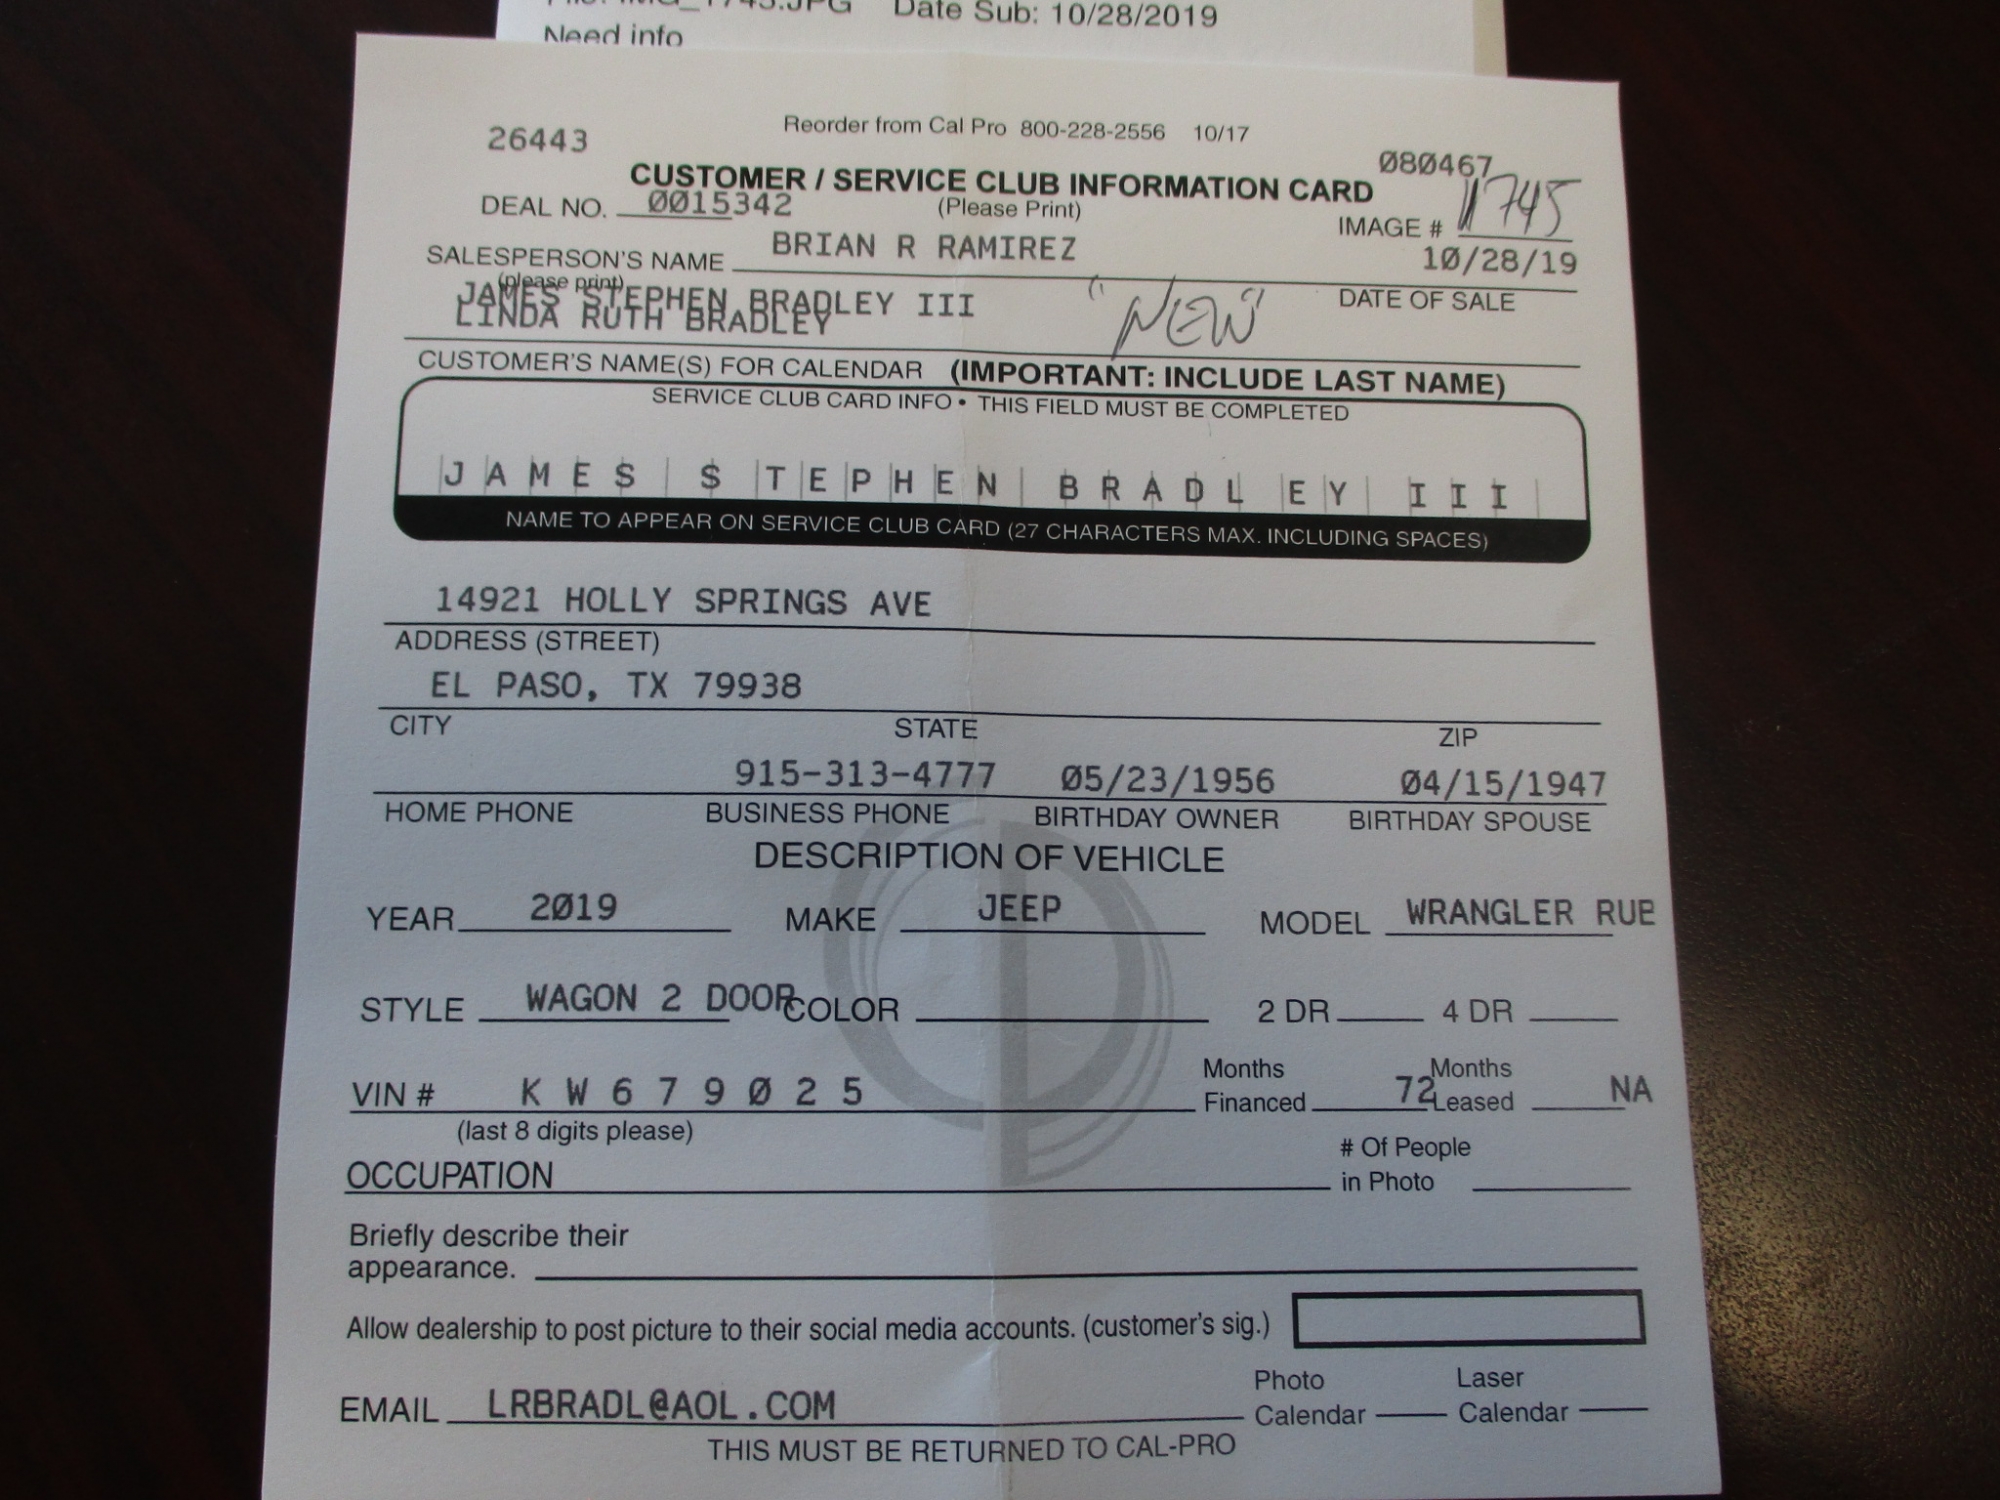 Date Sub: 10/28/2019
Need info
Reorder from Cal Pro 800-228-2556 10/17
26443
080467
CUSTOMER / SERVICE CLUB INFORMATION CARD
DEAL NO. 0015342
(Please Print)
IMAGE # 1745
SALESPERSON'S NAME BRIAN R RAMIREZ
10/28/19
(please print)
DATE OF SALE
JAMES STEPHEN BRADLEY III
LINDA RUTH BRADLEY
"NEW"
CUSTOMER'S NAME(S) FOR CALENDAR (IMPORTANT: INCLUDE LAST NAME)
SERVICE CLUB CARD INFO • THIS FIELD MUST BE COMPLETED
JAMES STEPHEN BRADLEY III
NAME TO APPEAR ON SERVICE CLUB CARD (27 CHARACTERS MAX. INCLUDING SPACES)
14921 HOLLY SPRINGS AVE
ADDRESS (STREET)
EL PASO, TX 79938
CITY STATE ZIP
915-313-4777 05/23/1956 04/15/1947
HOME PHONE BUSINESS PHONE BIRTHDAY OWNER BIRTHDAY SPOUSE
DESCRIPTION OF VEHICLE
YEAR 2019 MAKE JEEP MODEL WRANGLER RUB
STYLE WAGON 2 DOOR COLOR 2 DR 4 DR
VIN # KW679025 Months Financed 72 Months Leased NA
(last 8 digits please)
OCCUPATION # Of People in Photo
Briefly describe their
appearance.
Allow dealership to post picture to their social media accounts. (customer's sig.)
EMAIL LRBRADL@AOL.COM Photo Calendar Laser Calendar
THIS MUST BE RETURNED TO CAL-PRO